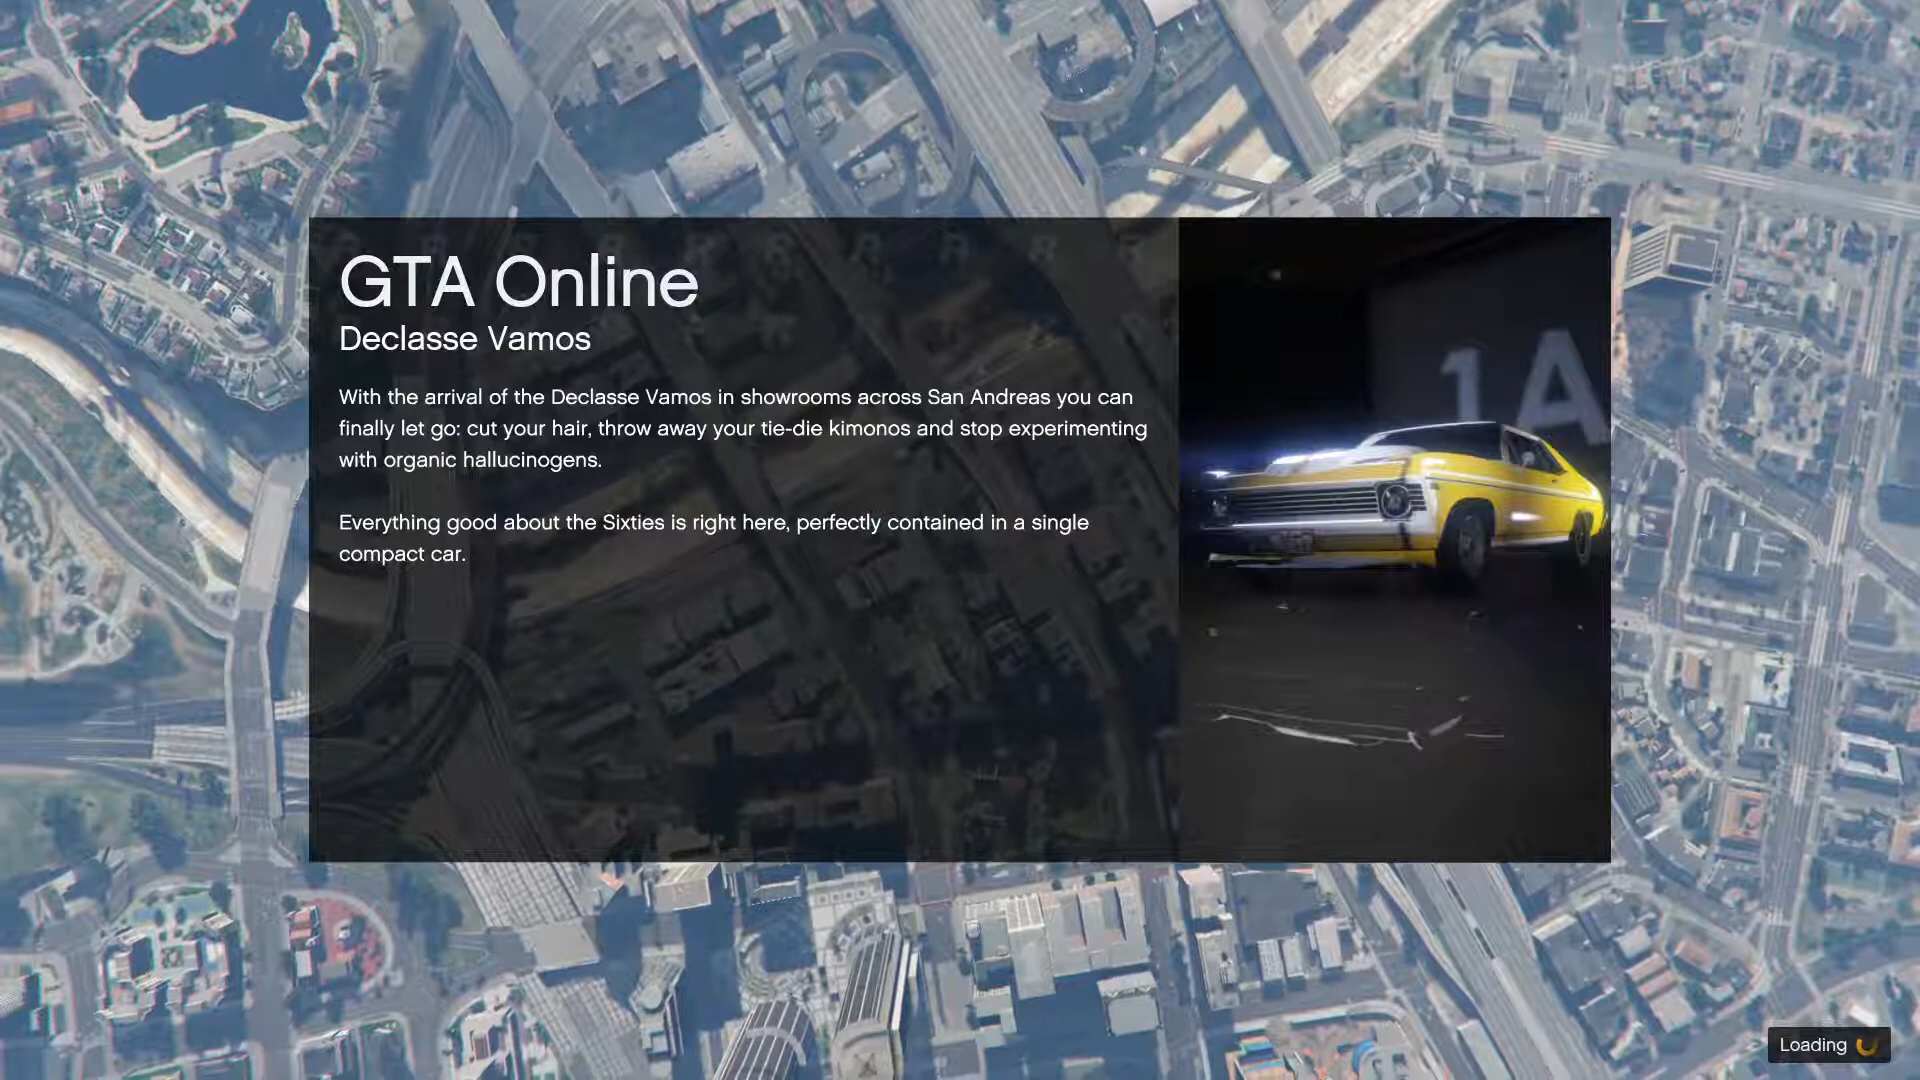 GTA Online
Declasse Vamos
With the arrival of the Declasse Vamos in showrooms across San Andreas you can
finally let go: cut your hair, throw away your tie-die kimonos and stop experimenting
with organic hallucinogens.
Everything good about the Sixties is right here, perfectly contained in a single
compact car.
1A
Loading